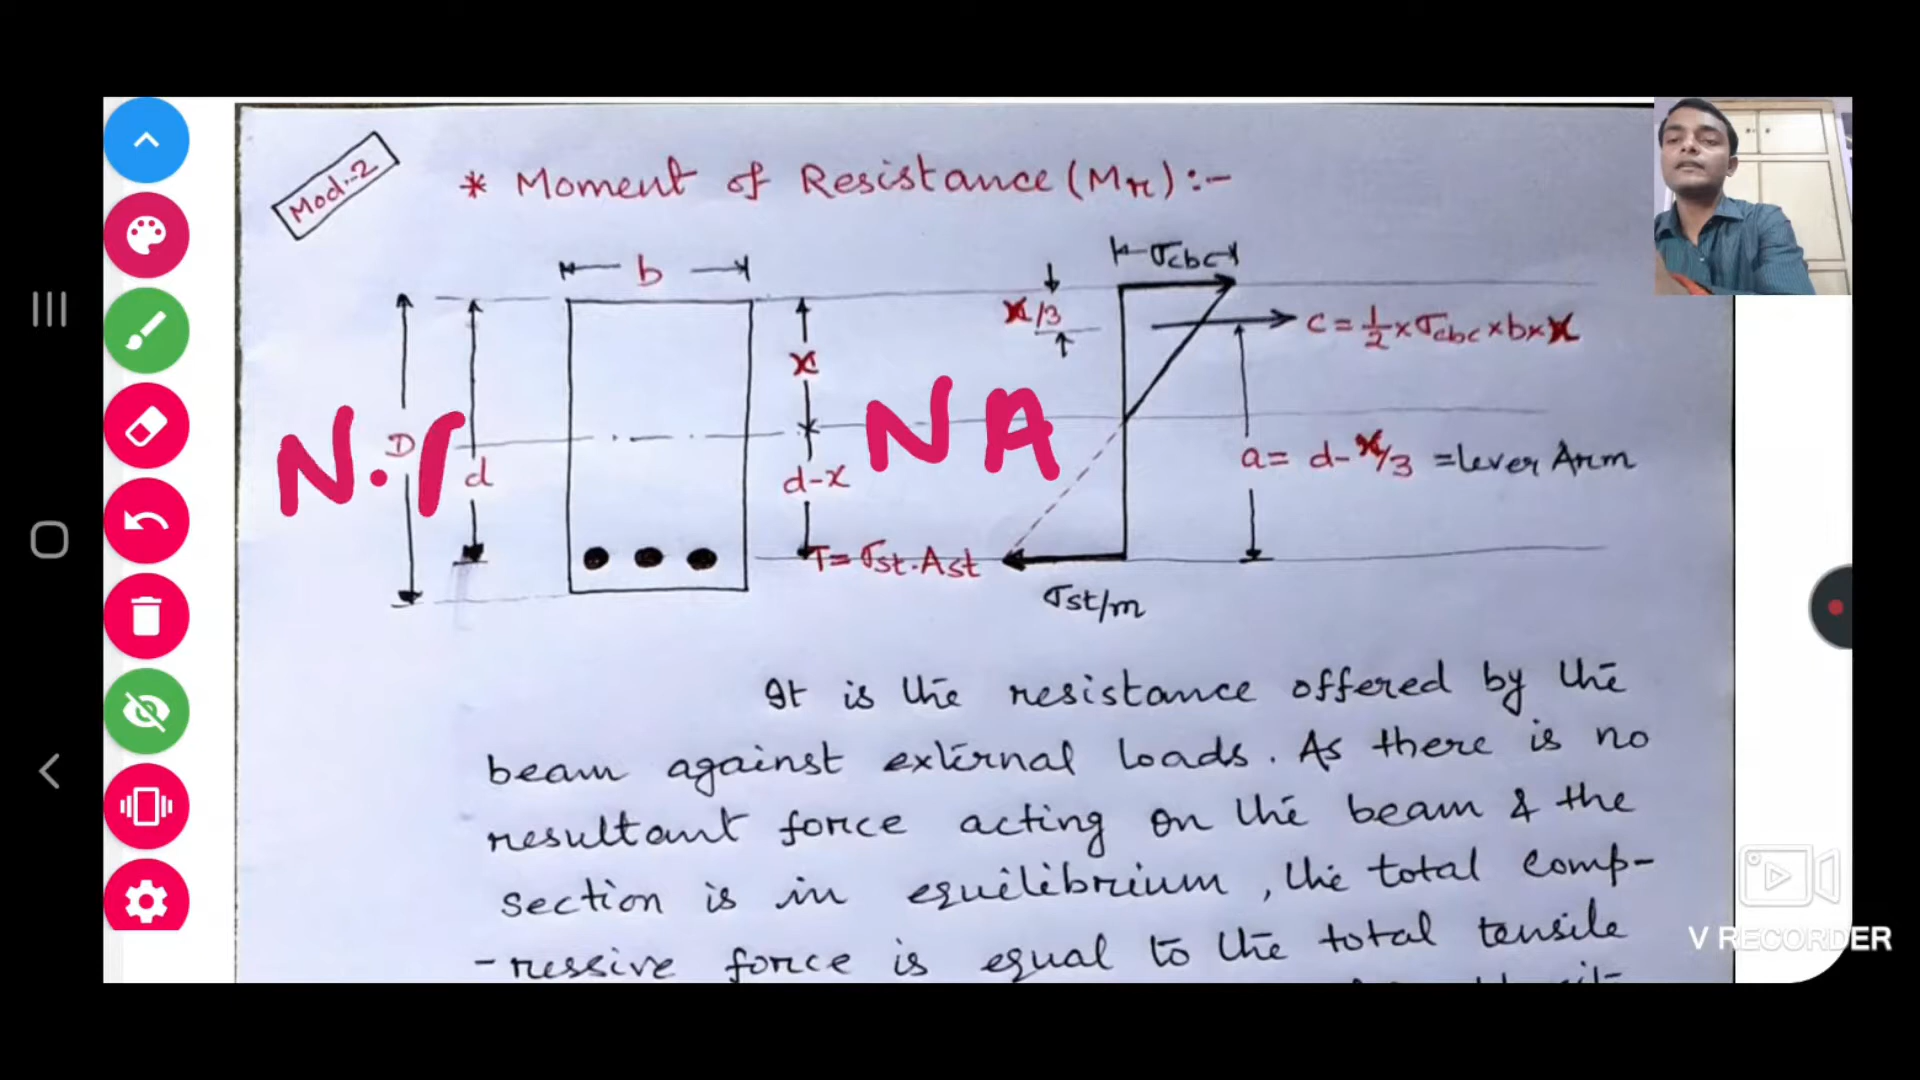 Mod:-2
* Moment of Resistance (Mr) :-
b
σcbc
x/3
C = 1/2 x σcbc x b x x
x
N.
D
d
NA
d-x
a = d - x/3 = lever Arm
T = σst . Ast
σst/m
It is the resistance offered by the
beam against external loads. As there is no
resultant force acting on the beam & the
section is in equilibrium, the total comp-
-ressive force is equal to the total tensile
V RECORDER